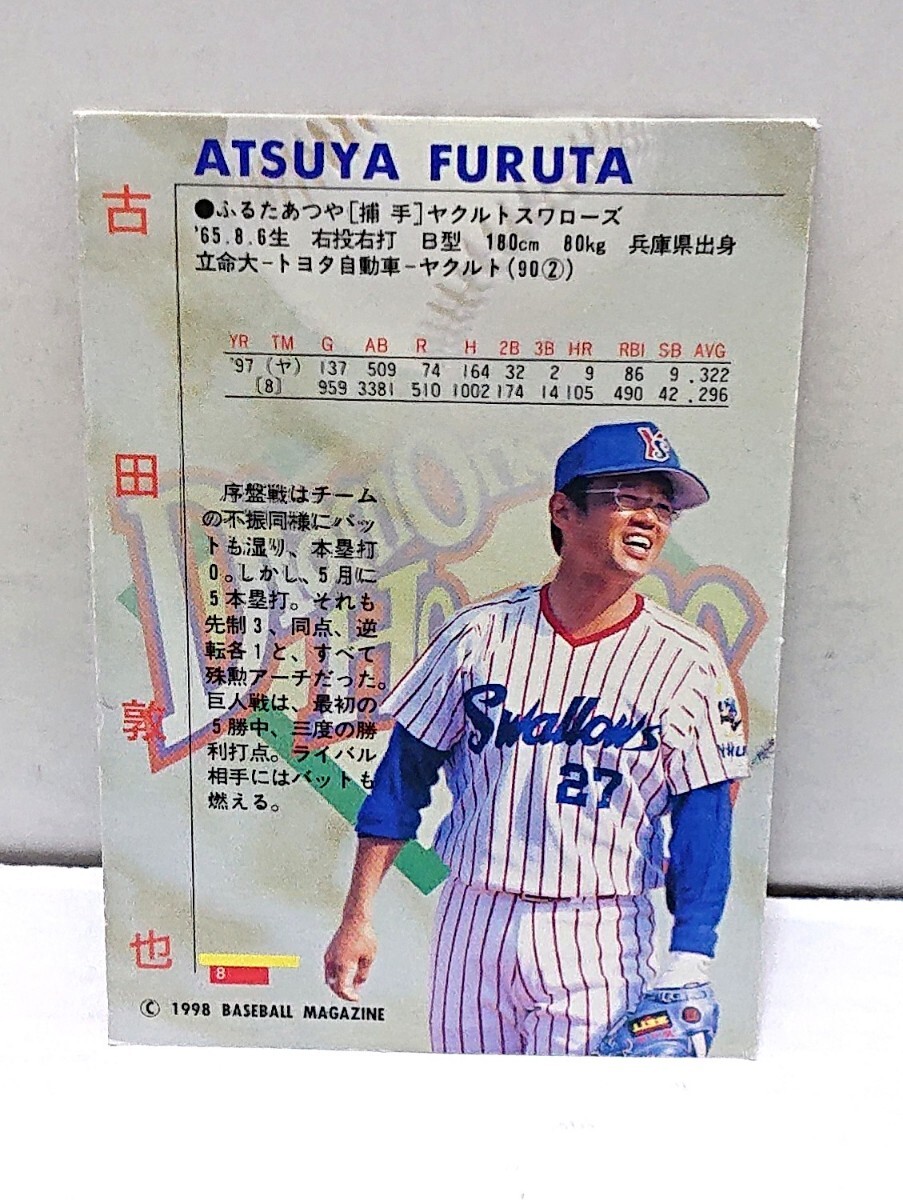 ATSUYA FURUTA
古田敦也
●ふるたあつや[捕 手]ヤクルトスワローズ
'65.8.6生 右投右打 B型 180cm 80kg 兵庫県出身
立命大-トヨタ自動車-ヤクルト(90②)
YR TM G AB R H 2B 3B HR RBI SB AVG
'97 (ヤ) 137 509 74 164 32 2 9 86 9 .322
[8] 959 3381 510 1002 174 14 105 490 42 .296
序盤戦はチーム
の不振同様にバッ
トも湿り、本塁打
0。しかし、5月に
5本塁打。それも
先制3、同点、逆
転各1と、すべて
殊勲アーチだった。
巨人戦は、最初の
5勝中、三度の勝
利打点。ライバル
相手にはバットも
燃える。
YS
Swallows
27
8
© 1998 BASEBALL MAGAZINE